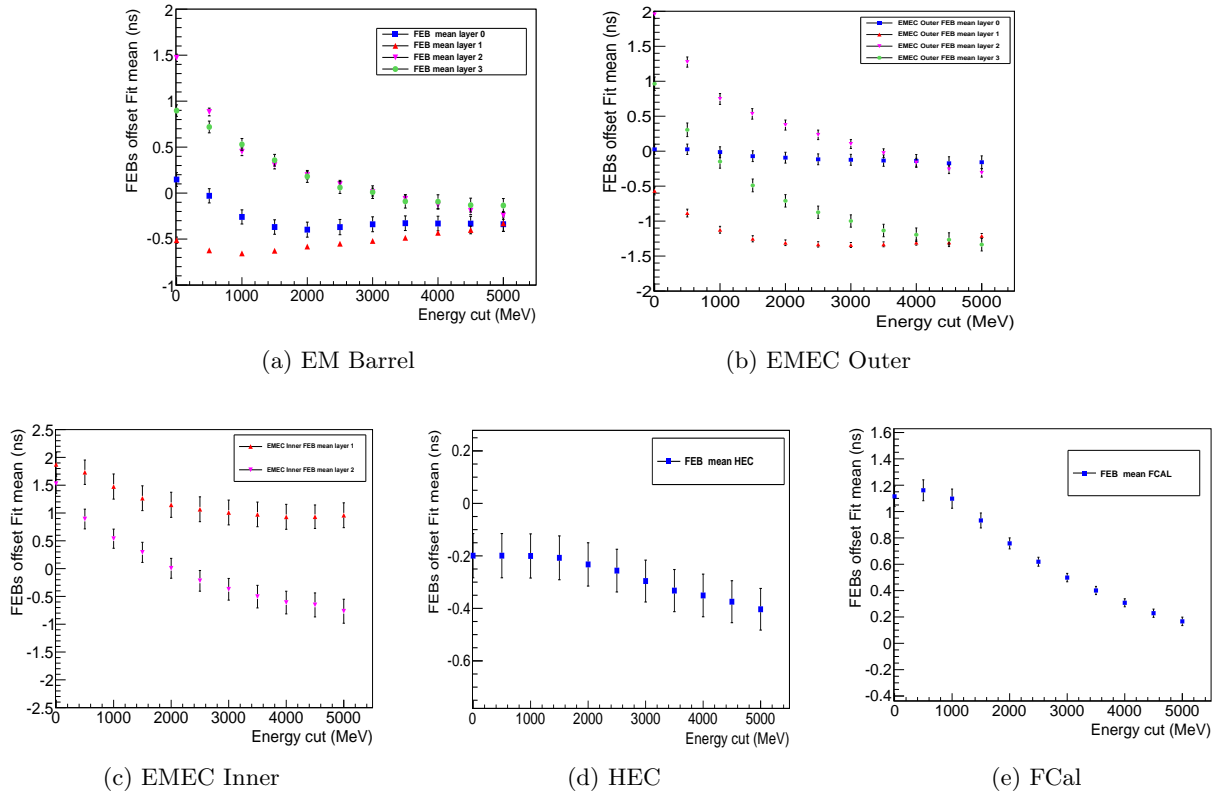 FEBs offset Fit mean (ns)
1.5
1
0.5
0
-0.5
-1
FEB mean layer 0
FEB mean layer 1
FEB mean layer 2
FEB mean layer 3
0 1000 2000 3000 4000 5000
Energy cut (MeV)
(a) EM Barrel
FEBs offset Fit mean (ns)
2
1.5
1
0.5
0
-0.5
-1
-1.5
-2
EMEC Outer FEB mean layer 0
EMEC Outer FEB mean layer 1
EMEC Outer FEB mean layer 2
EMEC Outer FEB mean layer 3
0 1000 2000 3000 4000 5000
Energy cut (MeV)
(b) EMEC Outer
FEBs offset Fit mean (ns)
2.5
2
1.5
1
0.5
0
-0.5
-1
-1.5
-2
-2.5
EMEC Inner FEB mean layer 1
EMEC Inner FEB mean layer 2
0 1000 2000 3000 4000 5000
Energy cut (MeV)
(c) EMEC Inner
FEBs offset Fit mean (ns)
0.2
0
-0.2
-0.4
-0.6
FEB mean HEC
0 1000 2000 3000 4000 5000
Energy cut (MeV)
(d) HEC
FEBs offset Fit mean (ns)
1.6
1.4
1.2
1
0.8
0.6
0.4
0.2
0
-0.2
-0.4
FEB mean FCAL
0 1000 2000 3000 4000 5000
Energy cut (MeV)
(e) FCal